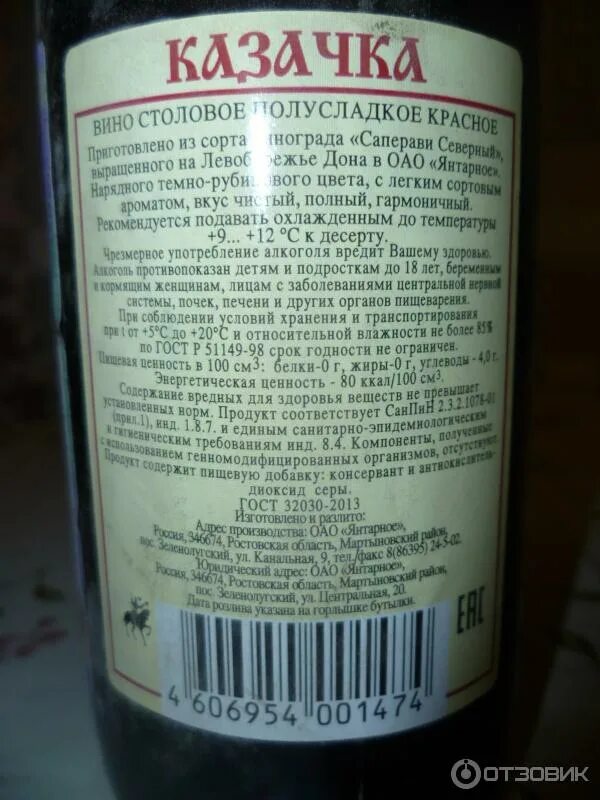 КАЗАЧКА
ВИНО СТОЛОВОЕ ПОЛУСЛАДКОЕ КРАСНОЕ
Приготовлено из сорта винограда «Саперави Северный»,
выращенного на Левобережье Дона в ОАО «Янтарное».
Нарядного темно-рубинового цвета, с легким сортовым
ароматом, вкус чистый, полный, гармоничный.
Рекомендуется подавать охлажденным до температуры
+9... +12 °С к десерту.
Чрезмерное употребление алкоголя вредит Вашему здоровью.
Алкоголь противопоказан детям и подросткам до 18 лет, беременным
и кормящим женщинам, лицам с заболеваниями центральной нервной
системы, почек, печени и других органов пищеварения.
При соблюдении условий хранения и транспортирования
при t от +5°С до +20°С и относительной влажности не более 85%
по ГОСТ Р 51149-98 срок годности не ограничен.
Пищевая ценность в 100 см³: белки-0 г, жиры-0 г, углеводы - 4,0 г.
Энергетическая ценность - 80 ккал/100 см³.
Содержание вредных для здоровья веществ не превышает
установленных норм. Продукт соответствует СанПиН 2.3.2.1078-01
(прил.1), инд. 1.8.7. и единым санитарно-эпидемиологическим
и гигиеническим требованиям инд. 8.4. Компоненты, полученные
с использованием генномодифицированных организмов, отсутствуют.
Продукт содержит пищевую добавку: консервант и антиокислитель-
диоксид серы.
ГОСТ 32030-2013
Изготовлено и разлито:
Адрес производства: ОАО «Янтарное»,
Россия, 346674, Ростовская область, Мартыновский район,
пос. Зеленолугский, ул. Канальная, 9, тел./факс 8(86395) 24-5-02.
Юридический адрес: ОАО «Янтарное»,
Россия, 346674, Ростовская область, Мартыновский район,
пос. Зеленолугский, ул. Центральная, 20.
Дата розлива указана на горлышке бутылки.
ЕАС
4 606954 001474
ОТЗОВИК